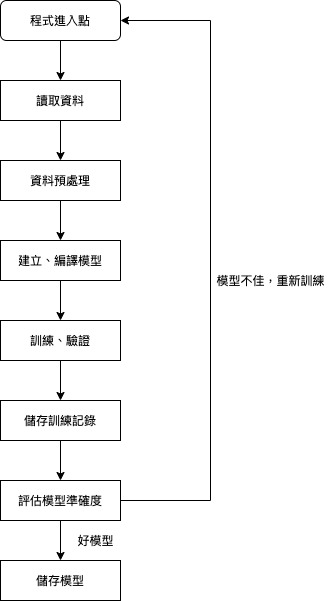 程式進入點
讀取資料
資料預處理
建立、編譯模型
模型不佳，重新訓練
訓練、驗證
儲存訓練記錄
評估模型準確度
好模型
儲存模型